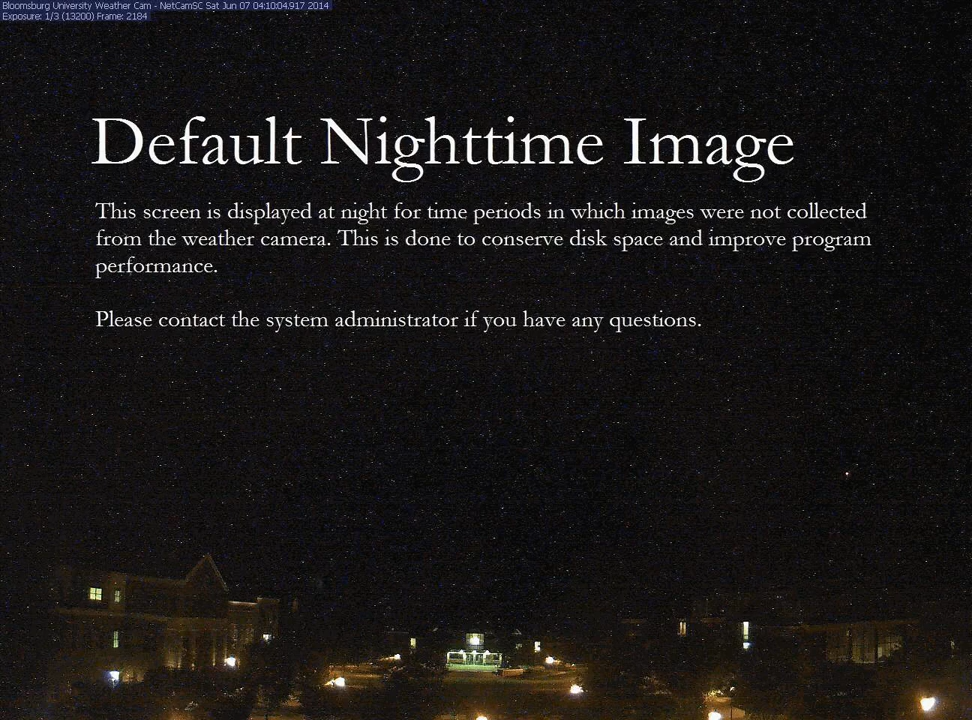 Bloomsburg University Weather Cam - NetCamSC Sat Jun 07 04:10:04.917 2014
Exposure: 1/3 (13200) Frame: 2184
Default Nighttime Image
This screen is displayed at night for time periods in which images were not collected
from the weather camera. This is done to conserve disk space and improve program
performance.
Please contact the system administrator if you have any questions.